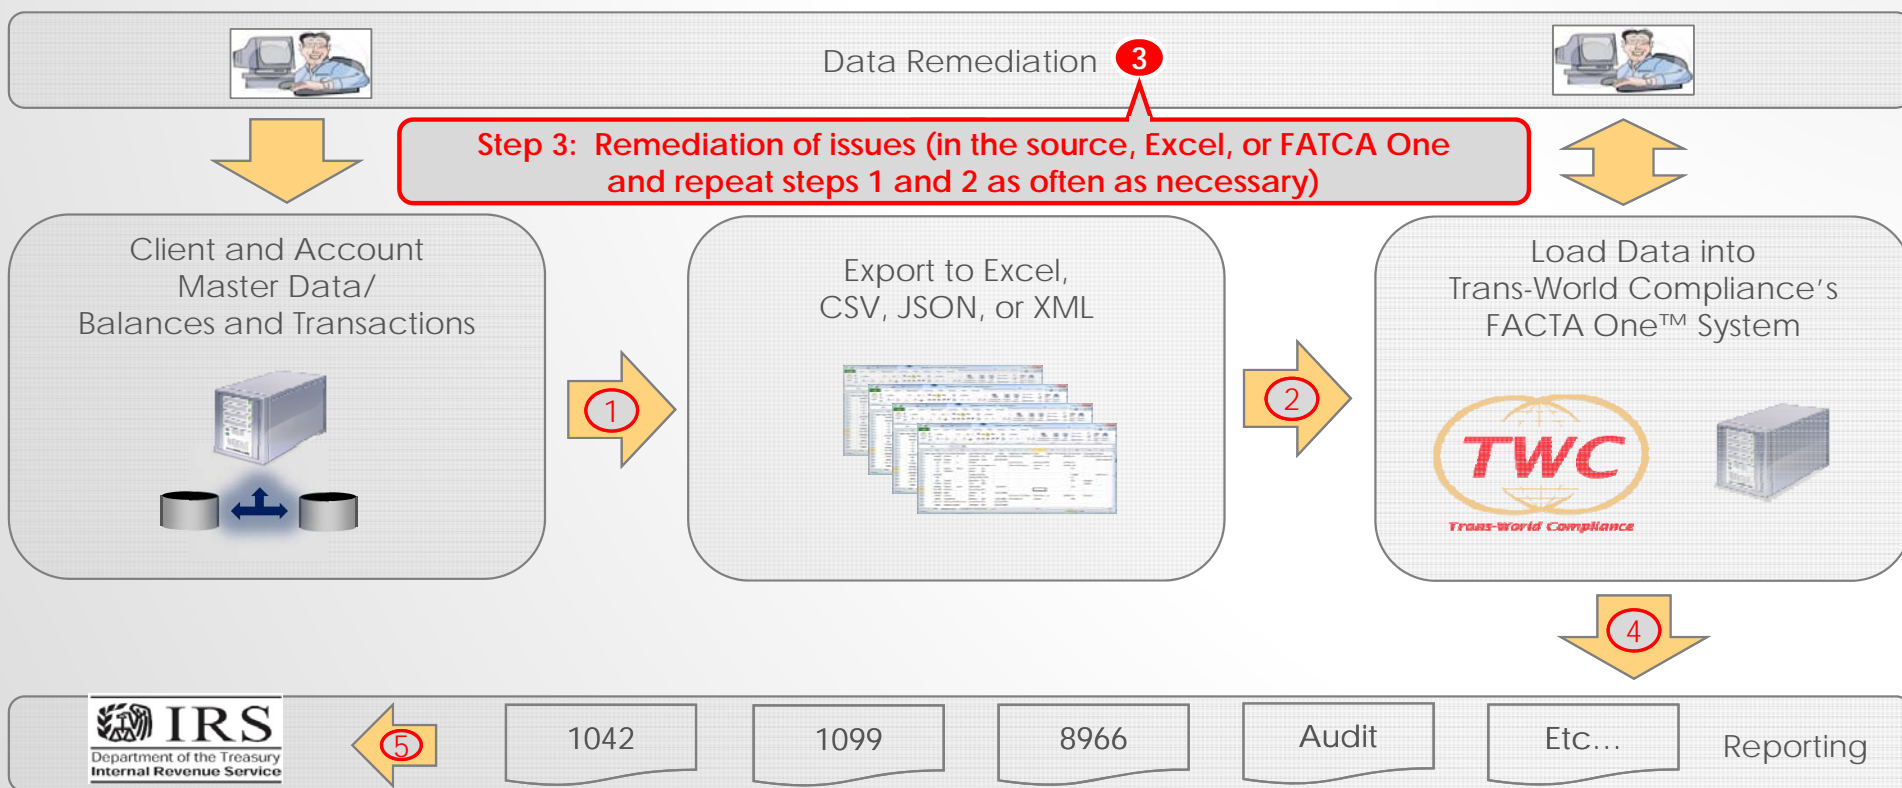 Data Remediation 3
Step 3: Remediation of issues (in the source, Excel, or FATCA One
and repeat steps 1 and 2 as often as necessary)
Client and Account
Master Data/
Balances and Transactions
1
Export to Excel,
CSV, JSON, or XML
2
Load Data into
Trans-World Compliance's
FACTA One™ System
TWC
Trans-World Compliance
4
IRS
Department of the Treasury
Internal Revenue Service
5
1042
1099
8966
Audit
Etc...
Reporting